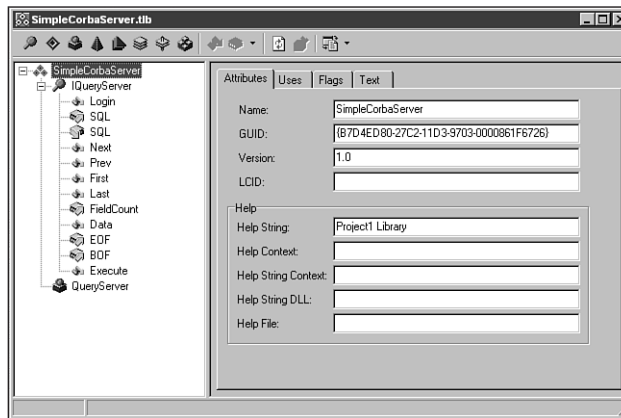 SimpleCorbaServer.tlb
SimpleCorbaServer
IQueryServer
Login
SQL
SQL
Next
Prev
First
Last
FieldCount
Data
EOF
BOF
Execute
QueryServer
Attributes Uses Flags Text
Name: SimpleCorbaServer
GUID: {B7D4ED80-27C2-11D3-9703-0000861F6726}
Version: 1.0
LCID:
Help
Help String: Project1 Library
Help Context:
Help String Context:
Help String DLL:
Help File: